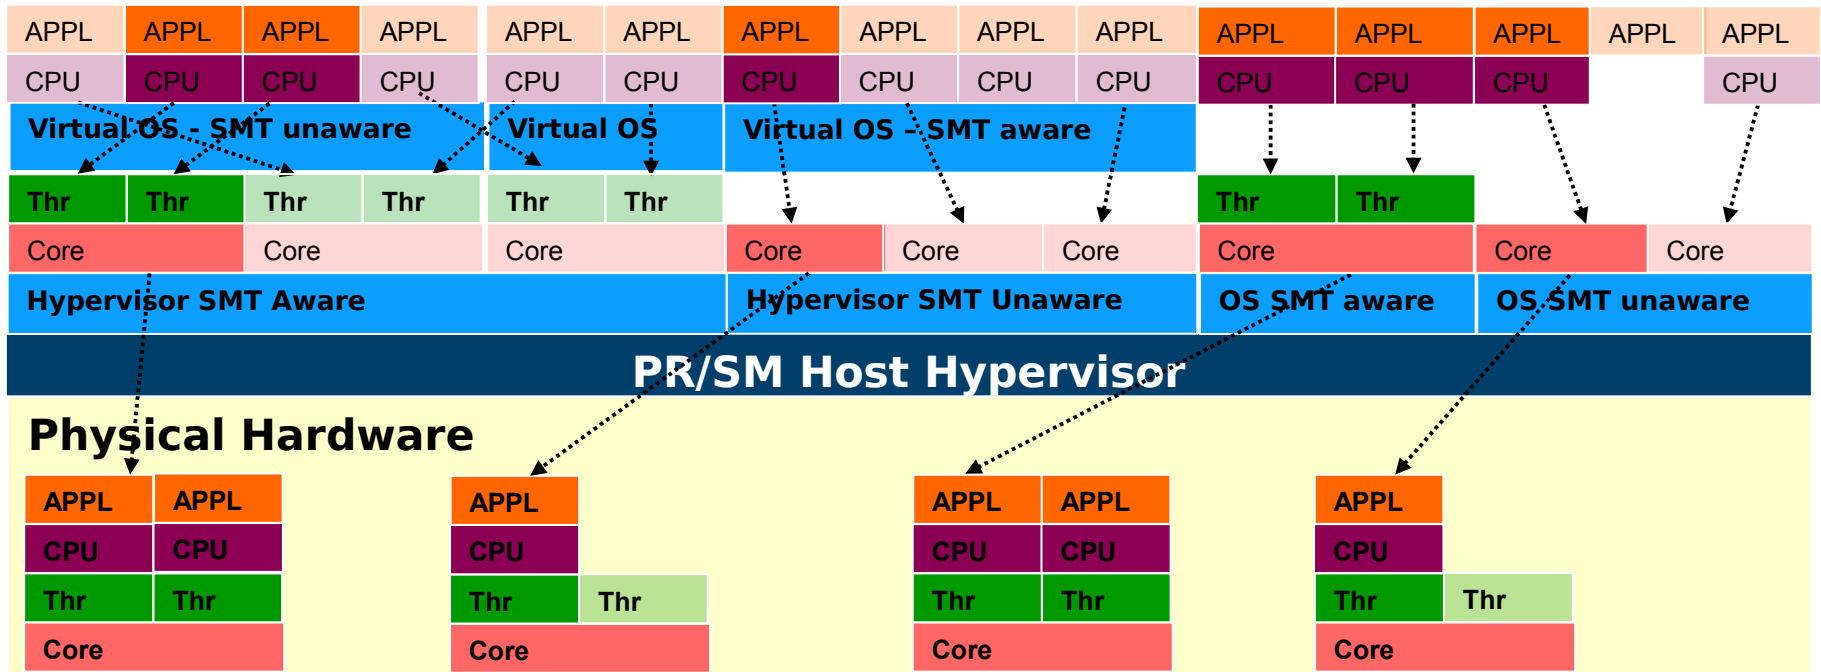 APPL APPL APPL APPL APPL APPL APPL APPL APPL APPL APPL APPL APPL APPL APPL
CPU CPU CPU CPU CPU CPU CPU CPU CPU CPU CPU CPU CPU CPU
Virtual OS - SMT unaware Virtual OS Virtual OS – SMT aware
Thr Thr Thr Thr Thr Thr Thr Thr
Core Core Core Core Core Core Core Core Core
Hypervisor SMT Aware Hypervisor SMT Unaware OS SMT aware OS SMT unaware
PR/SM Host Hypervisor
Physical Hardware
APPL APPL APPL APPL APPL APPL
CPU CPU CPU CPU CPU CPU
Thr Thr Thr Thr Thr Thr Thr Thr
Core Core Core Core